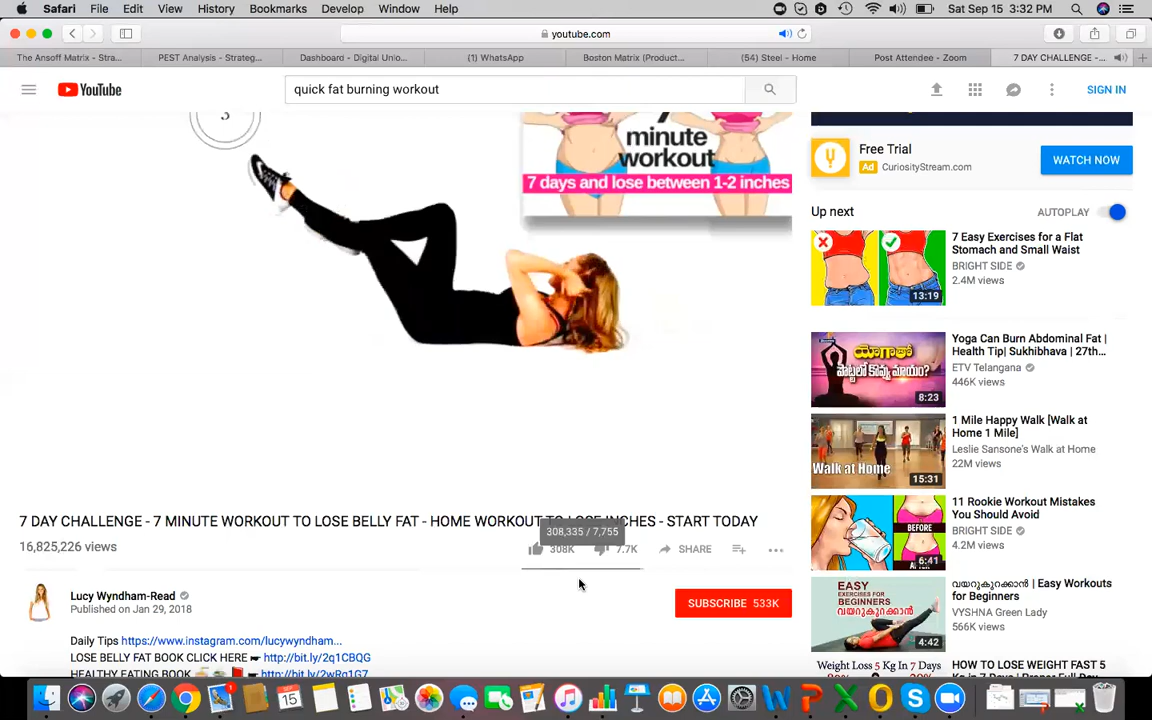 Safari File Edit View History Bookmarks Develop Window Help Sat Sep 15 3:32 PM
youtube.com
The Ansoff Matrix - Stra... PEST Analysis - Strateg... Dashboard - Digital Unio... (1) WhatsApp Boston Matrix (Product... (54) Steel - Home Post Attendee - Zoom 7 DAY CHALLENGE -...
YouTube
quick fat burning workout
SIGN IN
minute
workout
7 days and lose between 1-2 inches
Free Trial
Ad CuriosityStream.com
WATCH NOW
Up next
AUTOPLAY
7 Easy Exercises for a Flat
Stomach and Small Waist
BRIGHT SIDE
2.4M views
13:19
Yoga Can Burn Abdominal Fat |
Health Tip| Sukhibhava | 27th...
ETV Telangana
446K views
యోగాతో
పొట్టలో కొవ్వు మాయం?
8:23
1 Mile Happy Walk [Walk at
Home 1 Mile]
Leslie Sansone's Walk at Home
22M views
Walk at Home
15:31
11 Rookie Workout Mistakes
You Should Avoid
BRIGHT SIDE
4.2M views
BEFORE
6:41
വയറുകുറക്കാൻ | Easy Workouts
for Beginners
VYSHNA Green Lady
566K views
EASY
EXERCISES FOR
BEGINNERS
വയറുകുറക്കാൻ
4:42
Weight Loss 5 Kg In 7 Days
HOW TO LOSE WEIGHT FAST 5
7 DAY CHALLENGE - 7 MINUTE WORKOUT TO LOSE BELLY FAT - HOME WORKOUT TO LOSE INCHES - START TODAY
308,335 / 7,755
16,825,226 views
308K 7.7K SHARE
Lucy Wyndham-Read
Published on Jan 29, 2018
SUBSCRIBE 533K
Daily Tips https://www.instagram.com/lucywyndham...
LOSE BELLY FAT BOOK CLICK HERE http://bit.ly/2q1CBQG
HEALTHY EATING BOOK